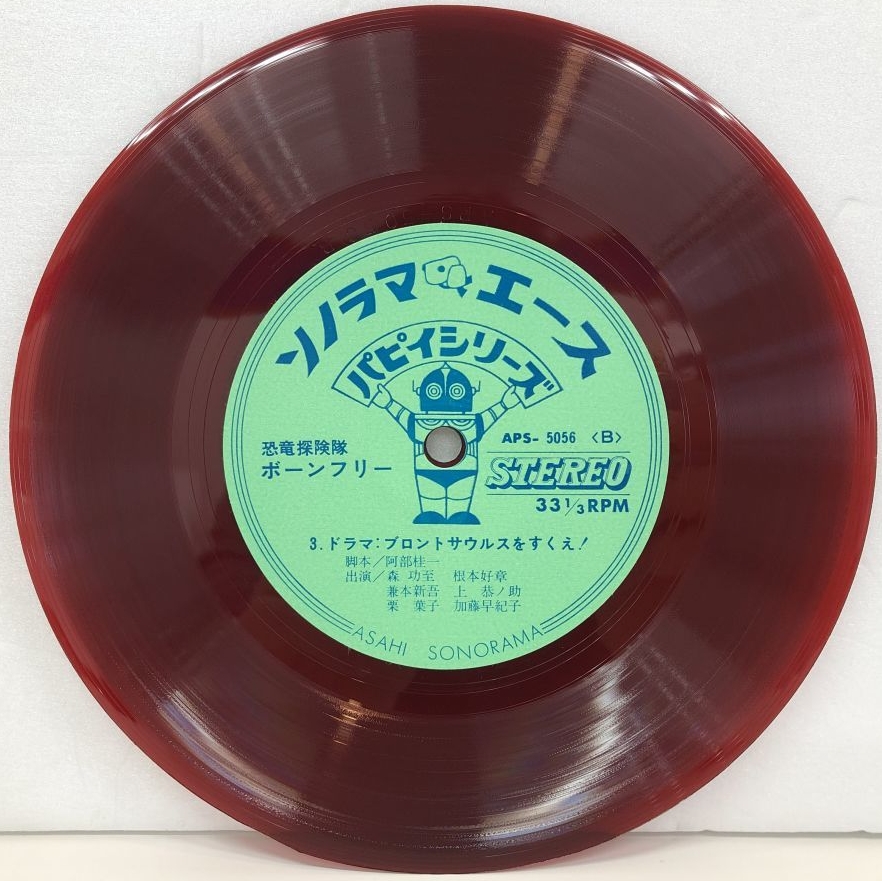 ソノラマエース
パピイシリーズ
恐竜探険隊
ボーンフリー
APS- 5056 〈B〉
STEREO
33 1/3 RPM
3.ドラマ:ブロントサウルスをすくえ!
脚本/阿部桂一
出演/森 功至 根本好章
兼本新吾 上 恭ノ助
栗 葉子 加藤早紀子
ASAHI SONORAMA